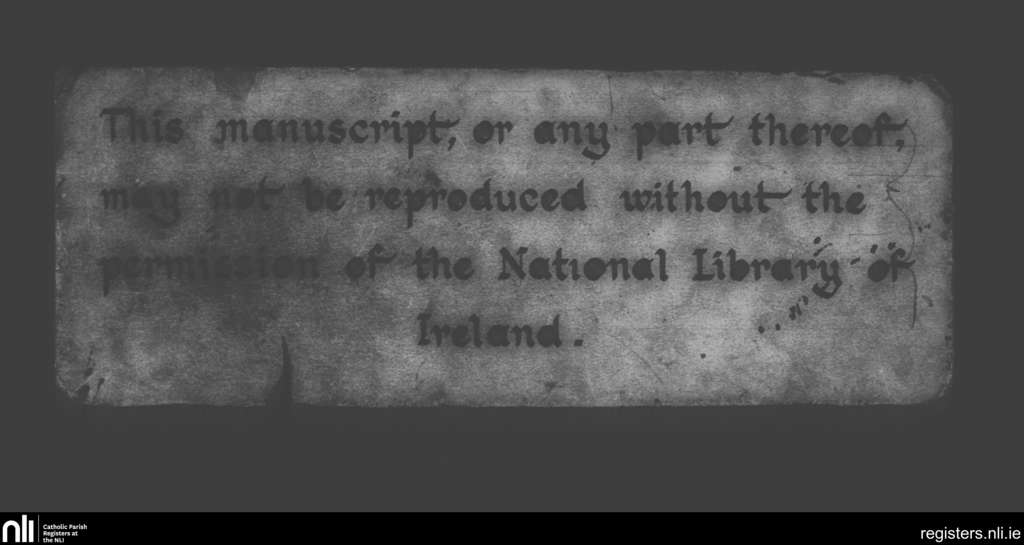 This manuscript, or any part thereof,
may not be reproduced without the
permission of the National Library of
Ireland.
nli
Catholic Parish
Registers at
the NLI
registers.nli.ie